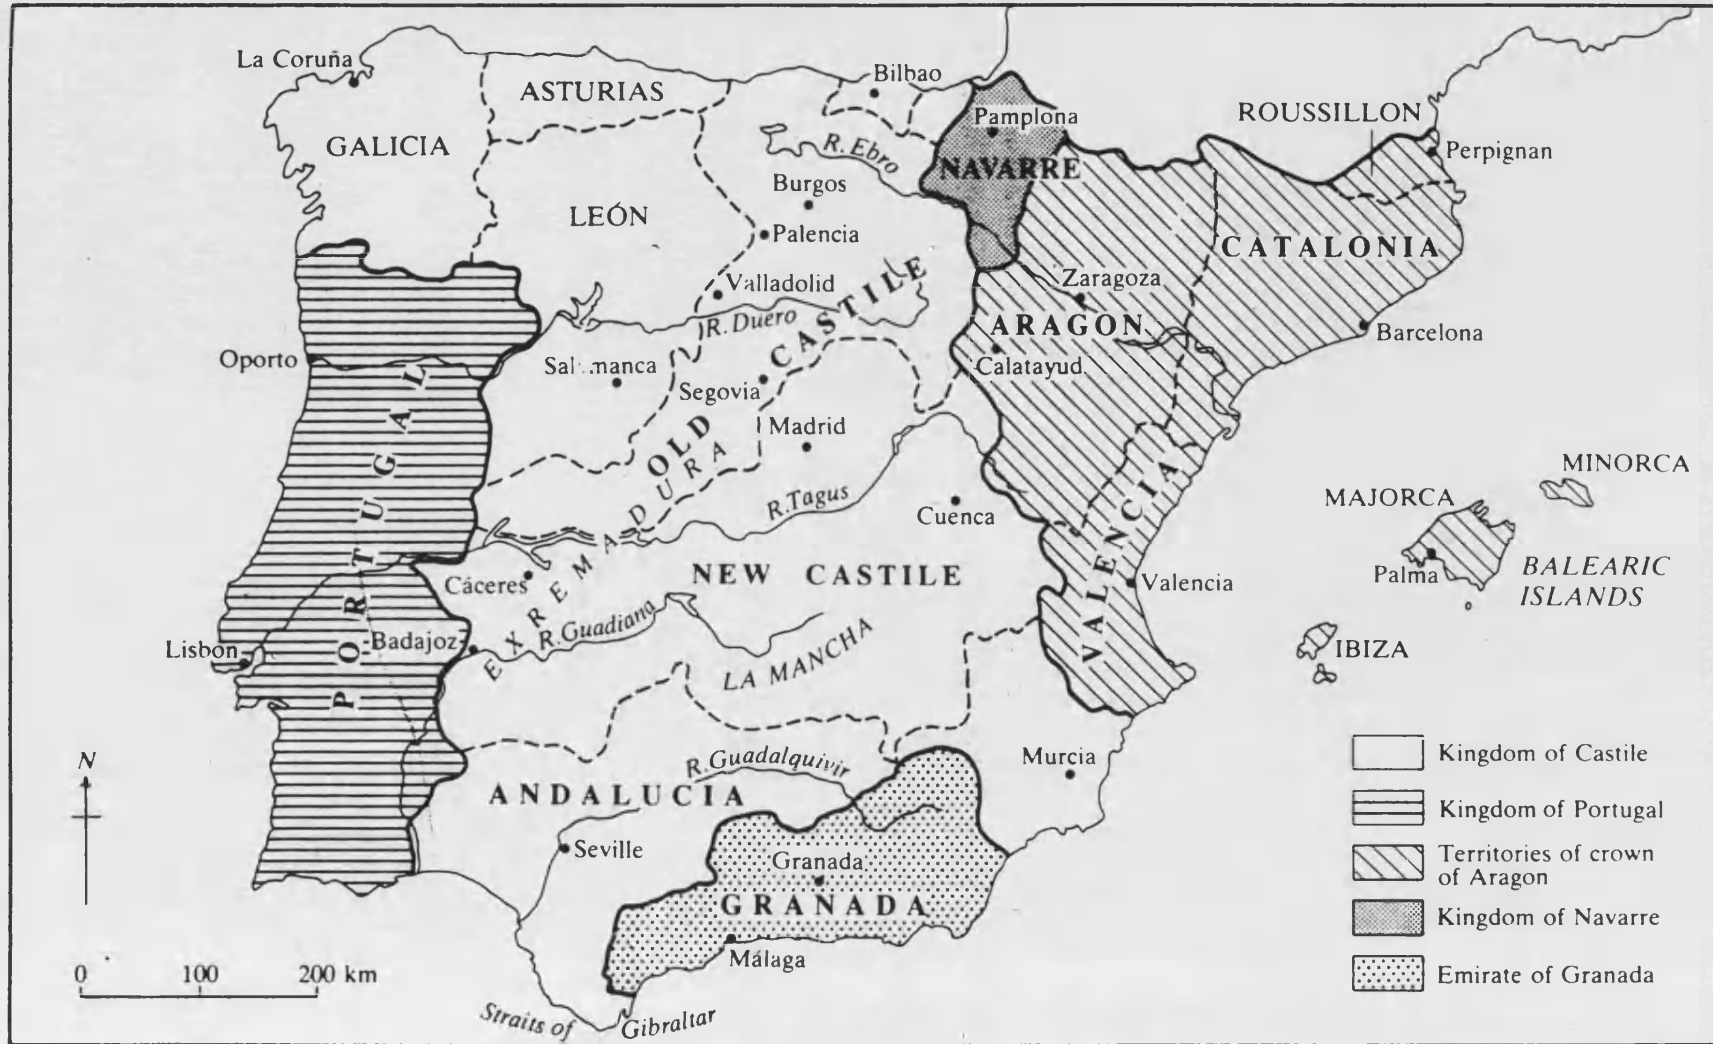 La Coruña
ASTURIAS
Bilbao
GALICIA
Pamplona
ROUSSILLON
R. Ebro
NAVARRE
Perpignan
Burgos
LEÓN
Palencia
CATALONIA
Valladolid
Zaragoza
R. Duero
OLD CASTILE
ARAGON
Barcelona
Oporto
Salmanca
Segovia
Calatayud
Madrid
PORTUGAL
EXREMADURA
R. Tagus
Cuenca
VALENCIA
MINORCA
MAJORCA
Cáceres
NEW CASTILE
Valencia
Palma
BALEARIC
ISLANDS
Lisbon
Badajoz
R. Guadiana
LA MANCHA
IBIZA
N
R. Guadalquivir
Murcia
ANDALUCIA
Seville
Granada
GRANADA
Málaga
Straits of Gibraltar
0 100 200 km
Kingdom of Castile
Kingdom of Portugal
Territories of crown
of Aragon
Kingdom of Navarre
Emirate of Granada